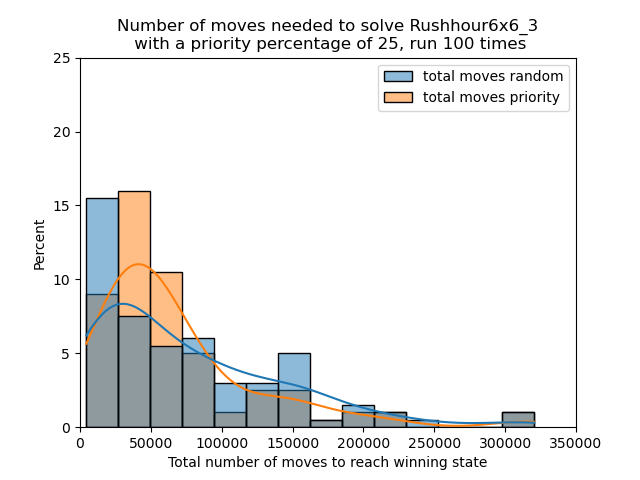 Number of moves needed to solve Rushhour6x6_3
with a priority percentage of 25, run 100 times
total moves random
total moves priority
Percent
25
20
15
10
5
0
0 50000 100000 150000 200000 250000 300000 350000
Total number of moves to reach winning state